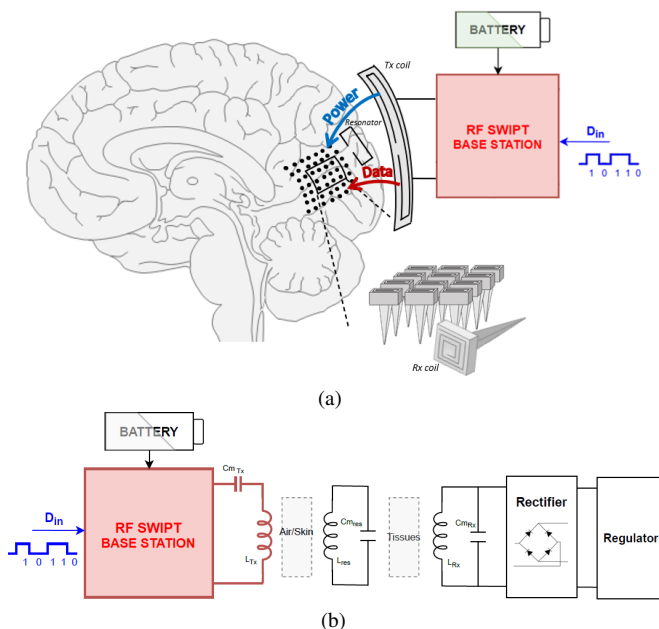 BATTERY
Tx coil
Power
Resonator
RF SWIPT
BASE STATION
Din
1 0 1 1 0
Data
Rx coil
(a)
BATTERY
CmTx
RF SWIPT
BASE STATION
Din
1 0 1 1 0
LTx
Air/Skin
Cmres
Lres
Tissues
CmRx
LRx
Rectifier
Regulator
(b)